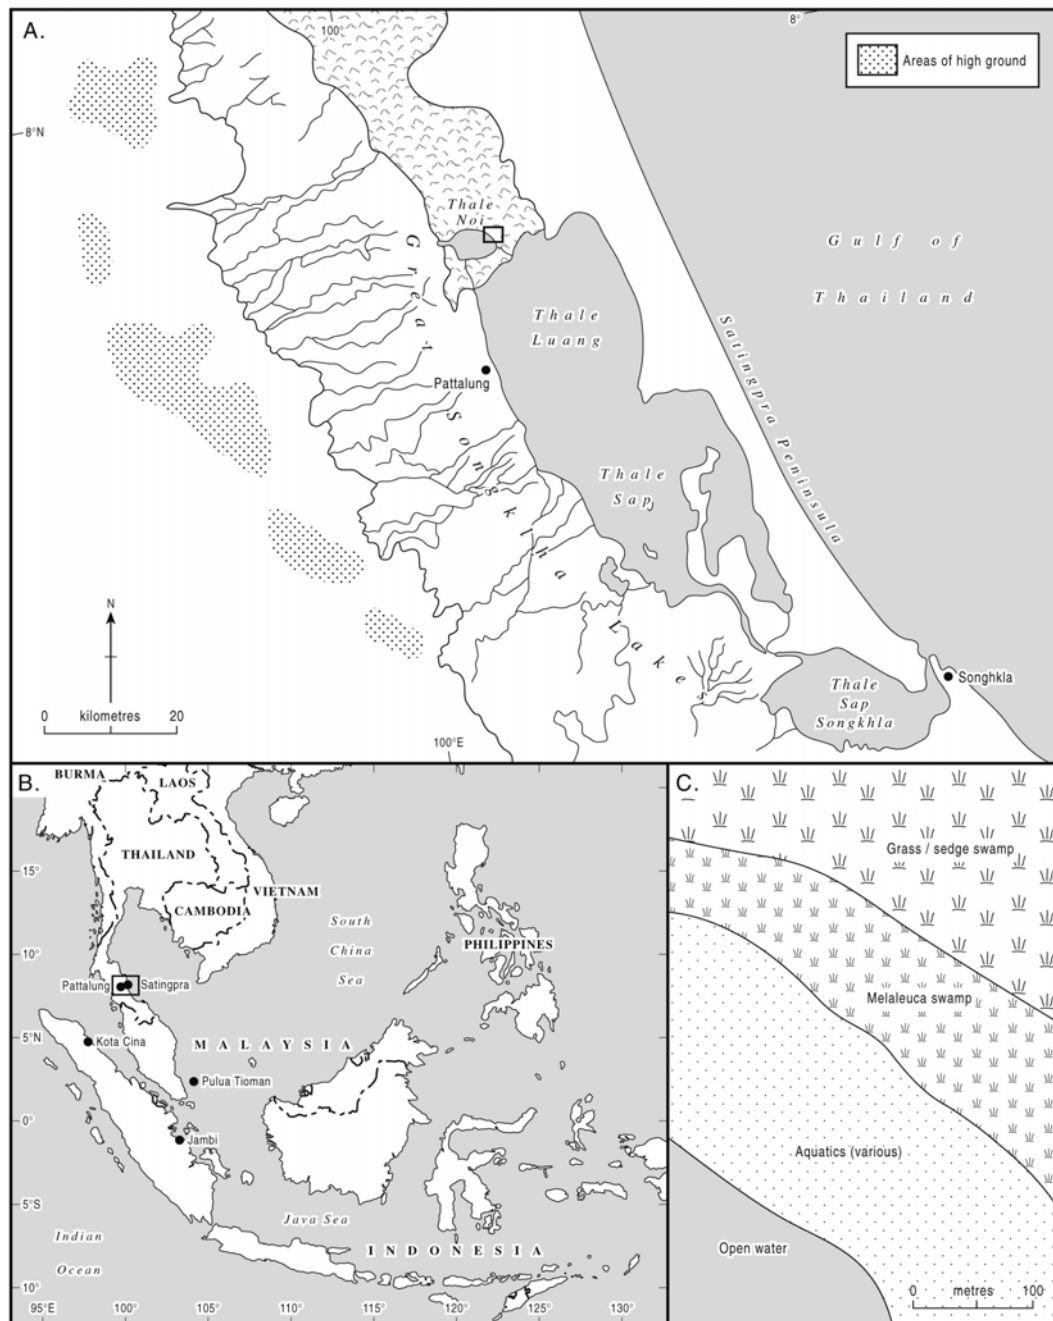 A.
100°
8°
Areas of high ground
8°N
Thale
Noi
Gulf of
Thailand
Great Songkhla Lakes
Thale
Luang
Satingpra Peninsula
Pattalung
Thale
Sap
N
0 kilometres 20
100°E
Thale
Sap
Songkhla
Songhkla
B.
BURMA
LAOS
THAILAND
VIETNAM
CAMBODIA
South
China
Sea
PHILIPPINES
Pattalung
Satingpra
Kota Cina
MALAYSIA
Pulua Tioman
Jambi
Java Sea
Indian
Ocean
INDONESIA
15°
10°
5°N
0°
5°S
10°
95°E
100°
105°
110°
115°
120°
125°
130°
C.
Grass / sedge swamp
Melaleuca swamp
Aquatics (various)
Open water
0 metres 100